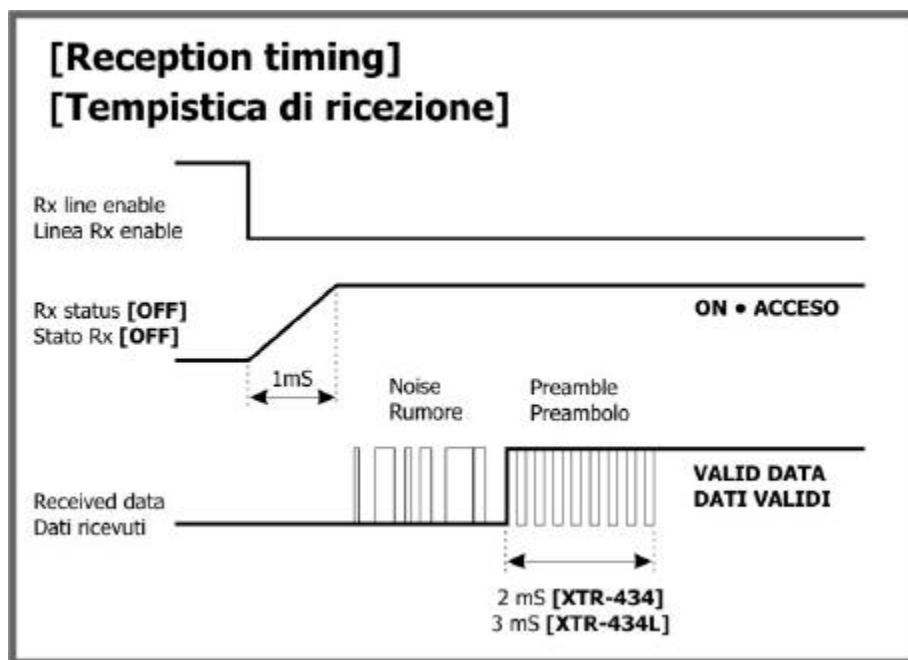 [Reception timing]
[Tempistica di ricezione]
Rx line enable
Linea Rx enable
Rx status [OFF]
Stato Rx [OFF]
ON • ACCESO
1mS
Noise
Rumore
Preamble
Preambolo
Received data
Dati ricevuti
VALID DATA
DATI VALIDI
2 mS [XTR-434]
3 mS [XTR-434L]